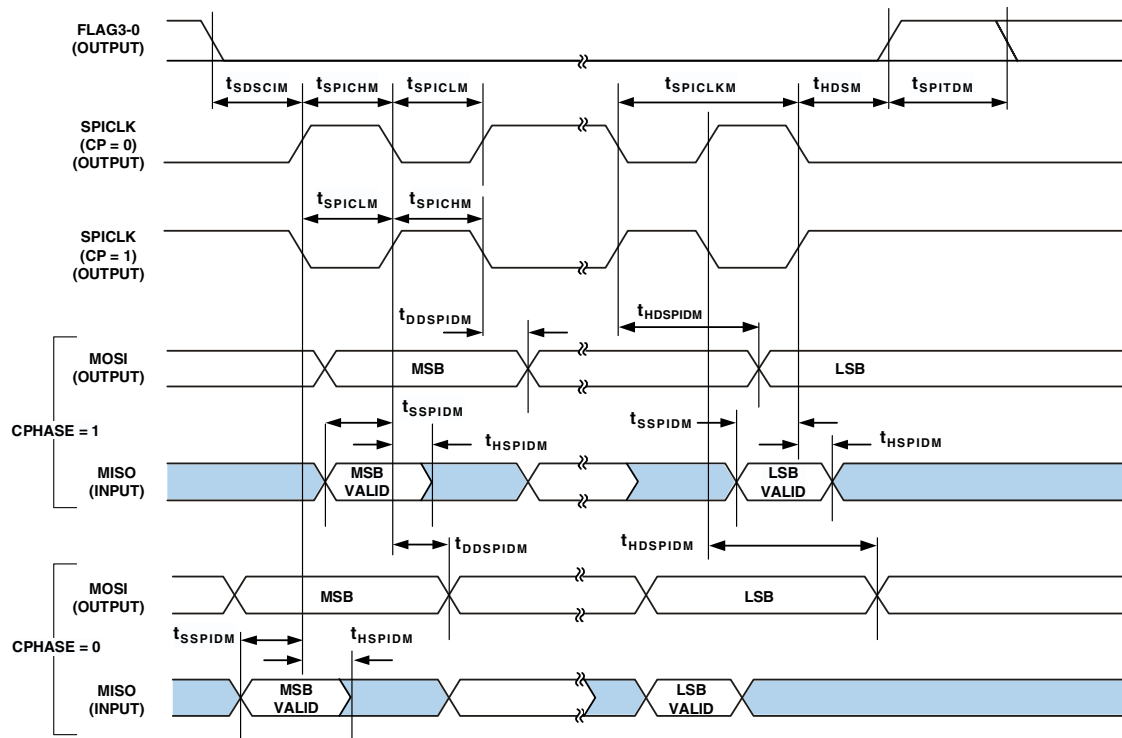 FLAG3-0
(OUTPUT)
tSDSCIM
tSPICHM
tSPICLM
tSPICLKM
tHDSM
tSPITDM
SPICLK
(CP = 0)
(OUTPUT)
tSPICLM
tSPICHM
SPICLK
(CP = 1)
(OUTPUT)
tDDSPIDM
tHDSPIDM
MOSI
(OUTPUT)
MSB
LSB
CPHASE = 1
tSSPIDM
tHSPIDM
tSSPIDM
tHSPIDM
MISO
(INPUT)
MSB
VALID
LSB
VALID
tDDSPIDM
tHDSPIDM
MOSI
(OUTPUT)
MSB
LSB
CPHASE = 0
tSSPIDM
tHSPIDM
MISO
(INPUT)
MSB
VALID
LSB
VALID